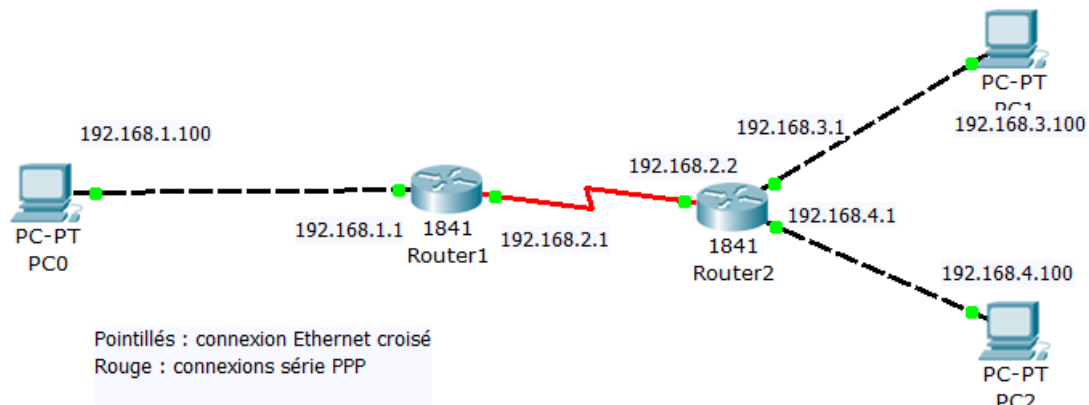 PC-PT
PC1
192.168.3.100
192.168.3.1
192.168.1.100
192.168.2.2
PC-PT
PC0
192.168.1.1
1841
Router1
192.168.2.1
1841
Router2
192.168.4.1
192.168.4.100
PC-PT
PC2
Pointillés : connexion Ethernet croisé
Rouge : connexions série PPP